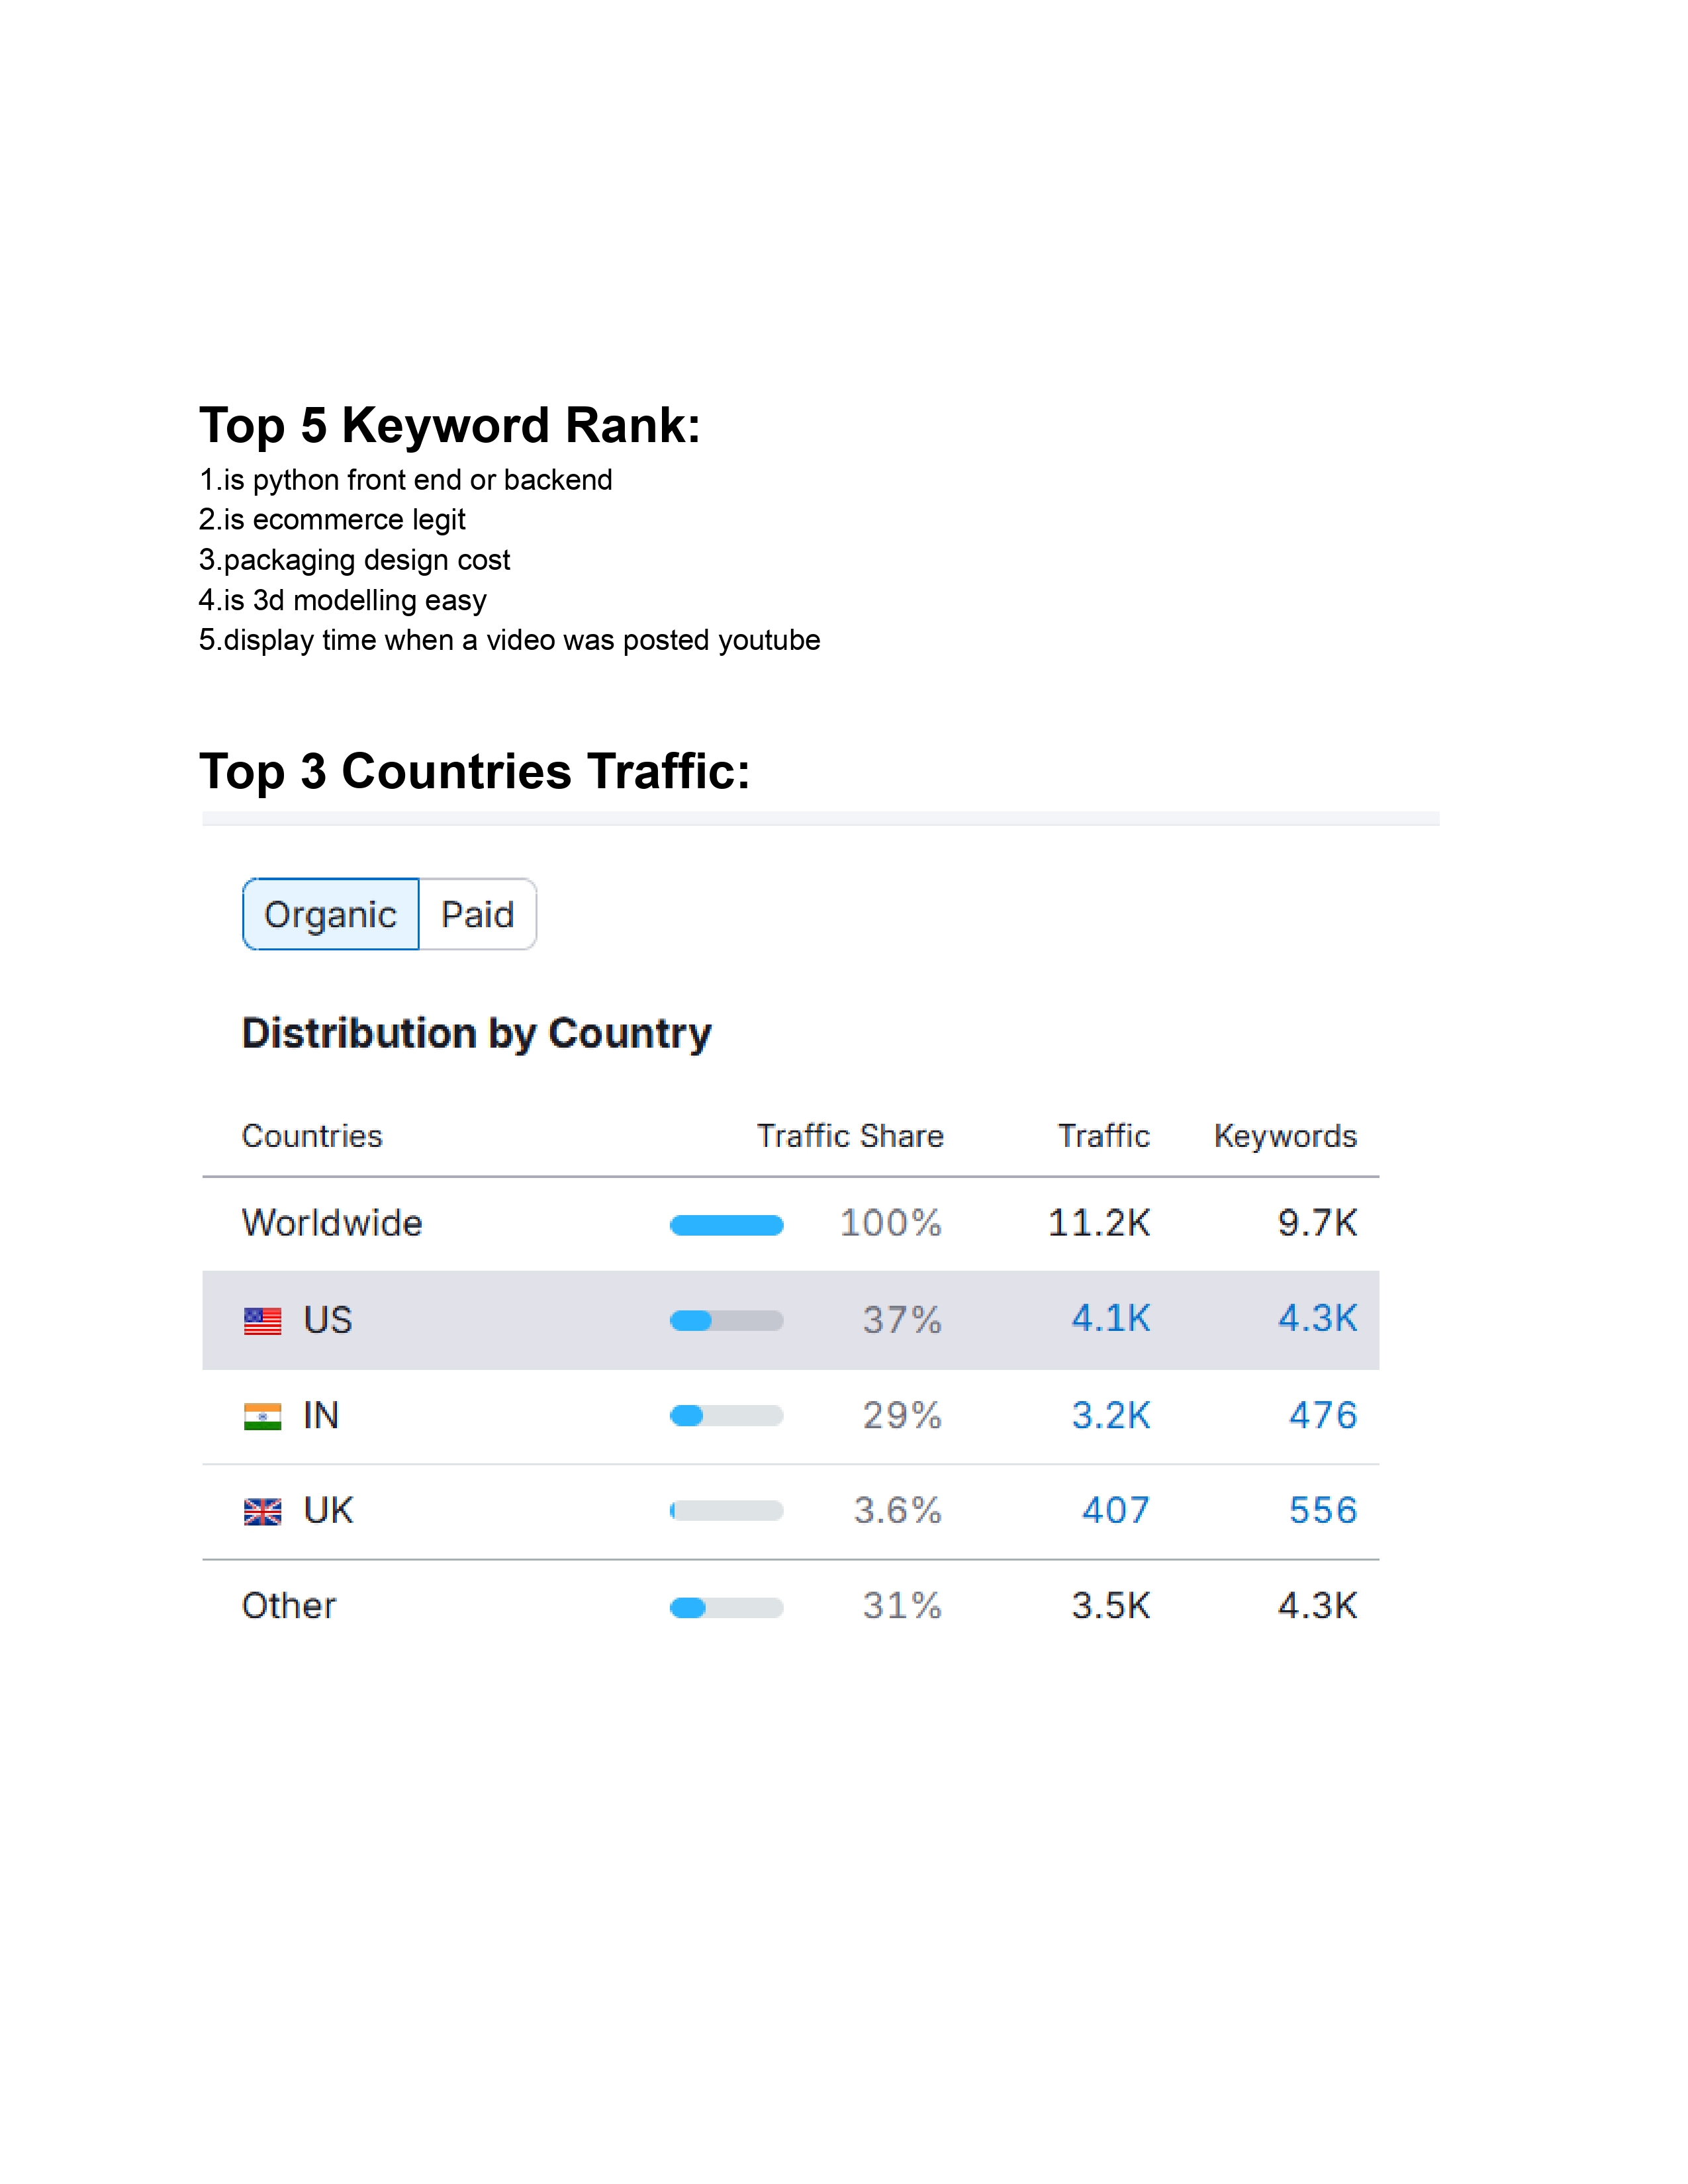 Top 5 Keyword Rank:
1.is python front end or backend
2.is ecommerce legit
3.packaging design cost
4.is 3d modelling easy
5.display time when a video was posted youtube
Top 3 Countries Traffic:
Organic Paid
Distribution by Country
Countries Traffic Share Traffic Keywords
Worldwide 100% 11.2K 9.7K
US 37% 4.1K 4.3K
IN 29% 3.2K 476
UK 3.6% 407 556
Other 31% 3.5K 4.3K